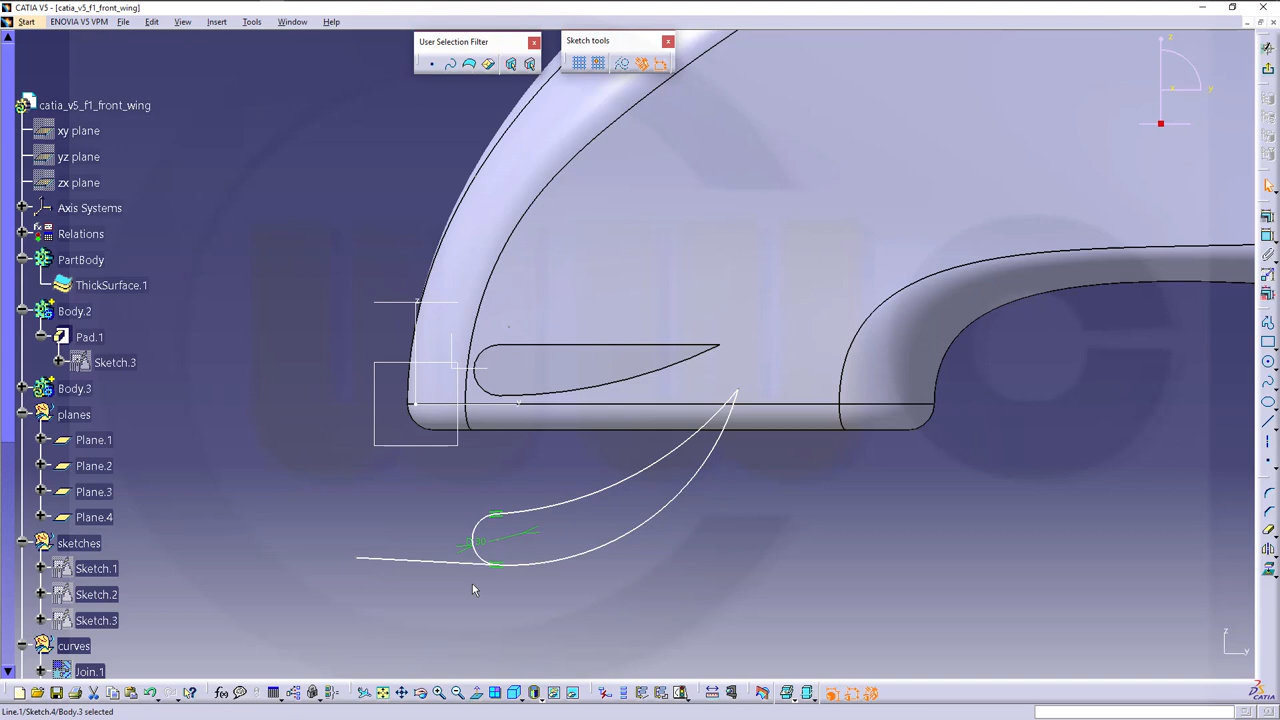 CATIA V5 - [catia_v5_f1_front_wing]
Start
ENOVIA V5 VPM
File
Edit
View
Insert
Tools
Window
Help
User Selection Filter
x
Sketch tools
x
catia_v5_f1_front_wing
xy plane
yz plane
zx plane
Axis Systems
Relations
PartBody
ThickSurface.1
Body.2
Pad.1
Sketch.3
Body.3
planes
Plane.1
Plane.2
Plane.3
Plane.4
sketches
Sketch.1
Sketch.2
Sketch.3
curves
Join.1
z
x
y
z
y
Line.1/Sketch.4/Body.3 selected
CATIA